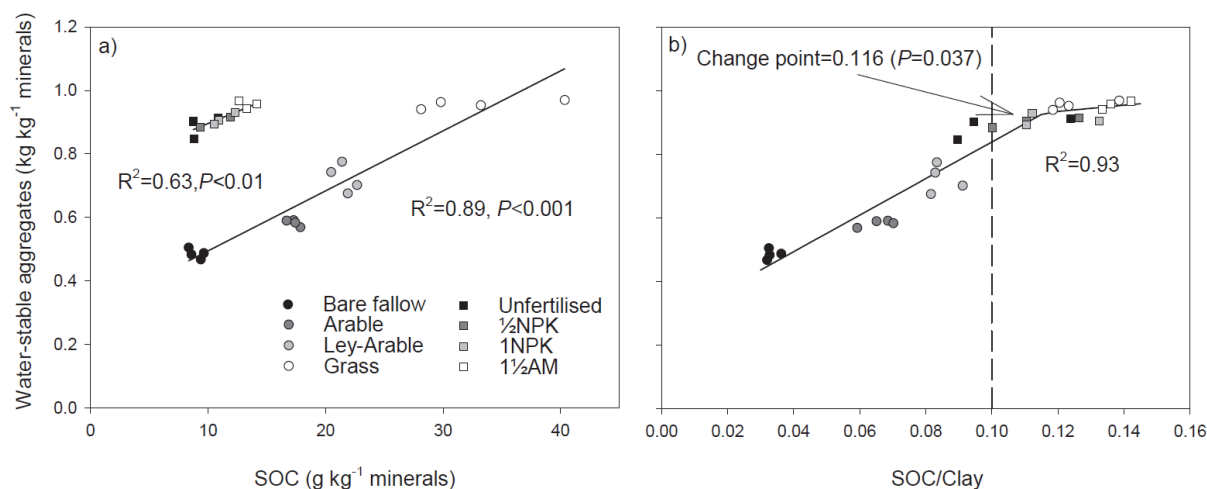 Water-stable aggregates (kg kg⁻¹ minerals)
1.2
1.0
0.8
0.6
0.4
0.2
0.0
a)
R²=0.63,P<0.01
R²=0.89, P<0.001
Bare fallow
Arable
Ley-Arable
Grass
Unfertilised
½NPK
1NPK
1½AM
0
10
20
30
40
SOC (g kg⁻¹ minerals)
b)
Change point=0.116 (P=0.037)
R²=0.93
0.00
0.02
0.04
0.06
0.08
0.10
0.12
0.14
0.16
SOC/Clay